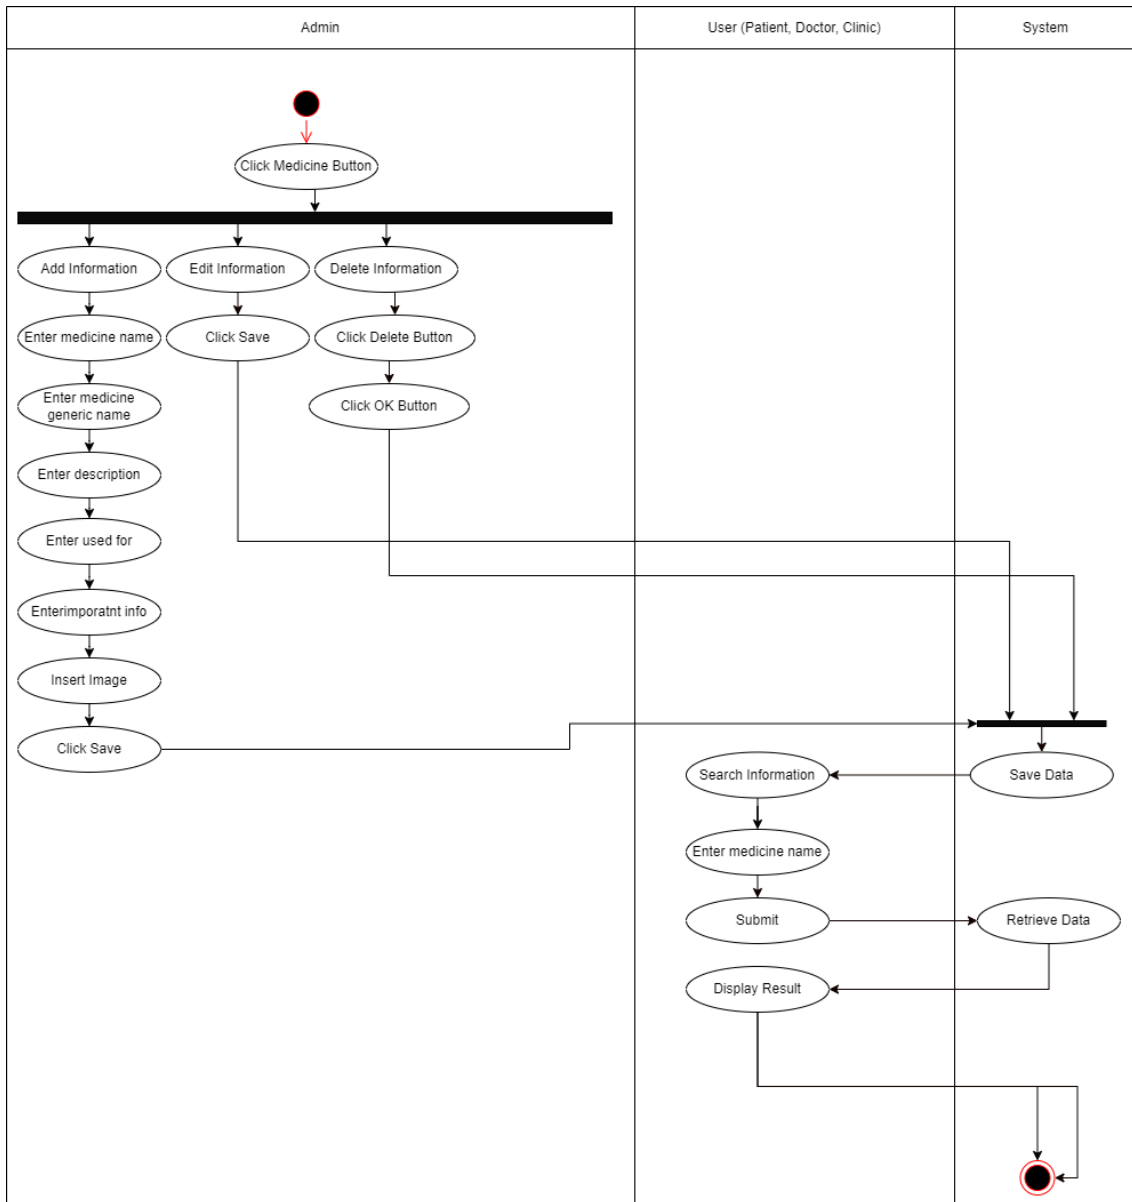 Admin
User (Patient, Doctor, Clinic)
System
Click Medicine Button
Add Information
Edit Information
Delete Information
Enter medicine name
Click Save
Click Delete Button
Enter medicine
generic name
Click OK Button
Enter description
Enter used for
Enterimporatnt info
Insert Image
Click Save
Search Information
Save Data
Enter medicine name
Submit
Retrieve Data
Display Result